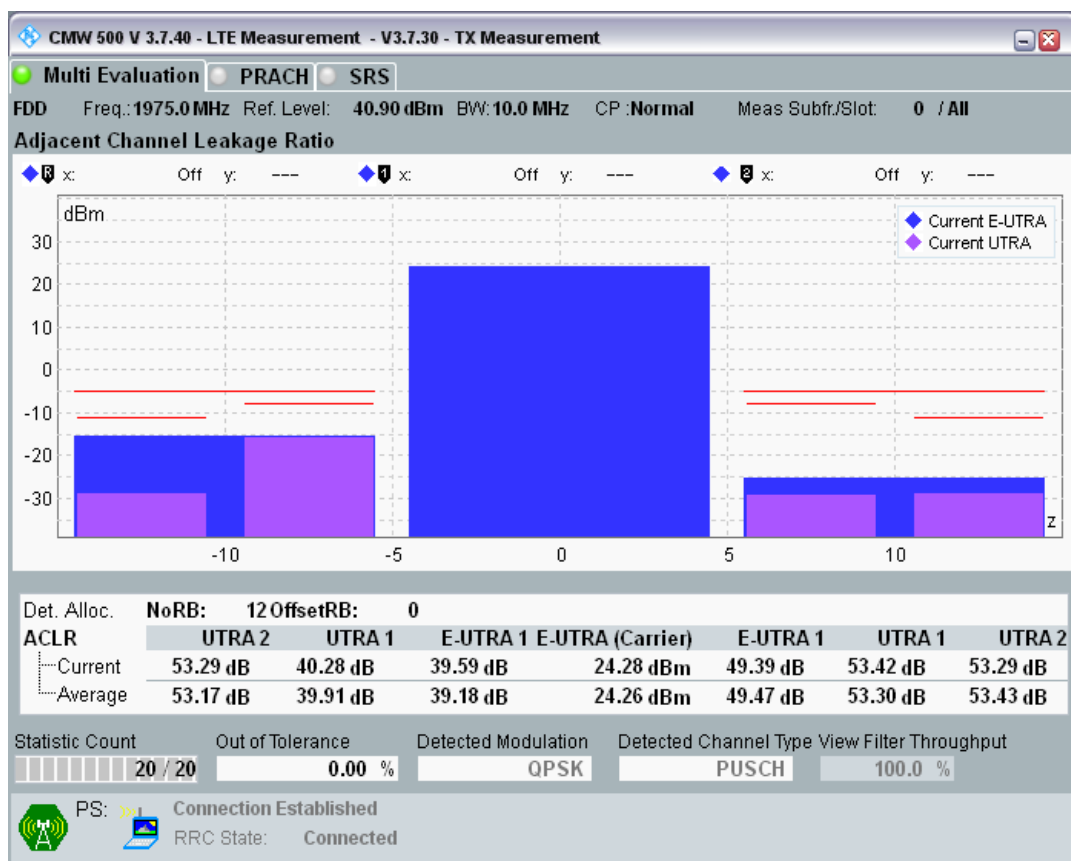 CMW 500 V 3.7.40 - LTE Measurement - V3.7.30 - TX Measurement
Multi Evaluation PRACH SRS
FDD Freq.: 1975.0 MHz Ref. Level: 40.90 dBm BW: 10.0 MHz CP :Normal Meas Subfr./Slot: 0 / All
Adjacent Channel Leakage Ratio
R x: Off y: --- 1 x: Off y: --- 2 x: Off y: ---
dBm
Current E-UTRA
Current UTRA
30
20
10
0
-10
-20
-30
z
-10 -5 0 5 10
Det. Alloc. NoRB: 12 OffsetRB: 0
ACLR UTRA 2 UTRA 1 E-UTRA 1 E-UTRA (Carrier) E-UTRA 1 UTRA 1 UTRA 2
Current 53.29 dB 40.28 dB 39.59 dB 24.28 dBm 49.39 dB 53.42 dB 53.29 dB
Average 53.17 dB 39.91 dB 39.18 dB 24.26 dBm 49.47 dB 53.30 dB 53.43 dB
Statistic Count Out of Tolerance Detected Modulation Detected Channel Type View Filter Throughput
20 / 20 0.00 % QPSK PUSCH 100.0 %
PS: Connection Established
RRC State: Connected